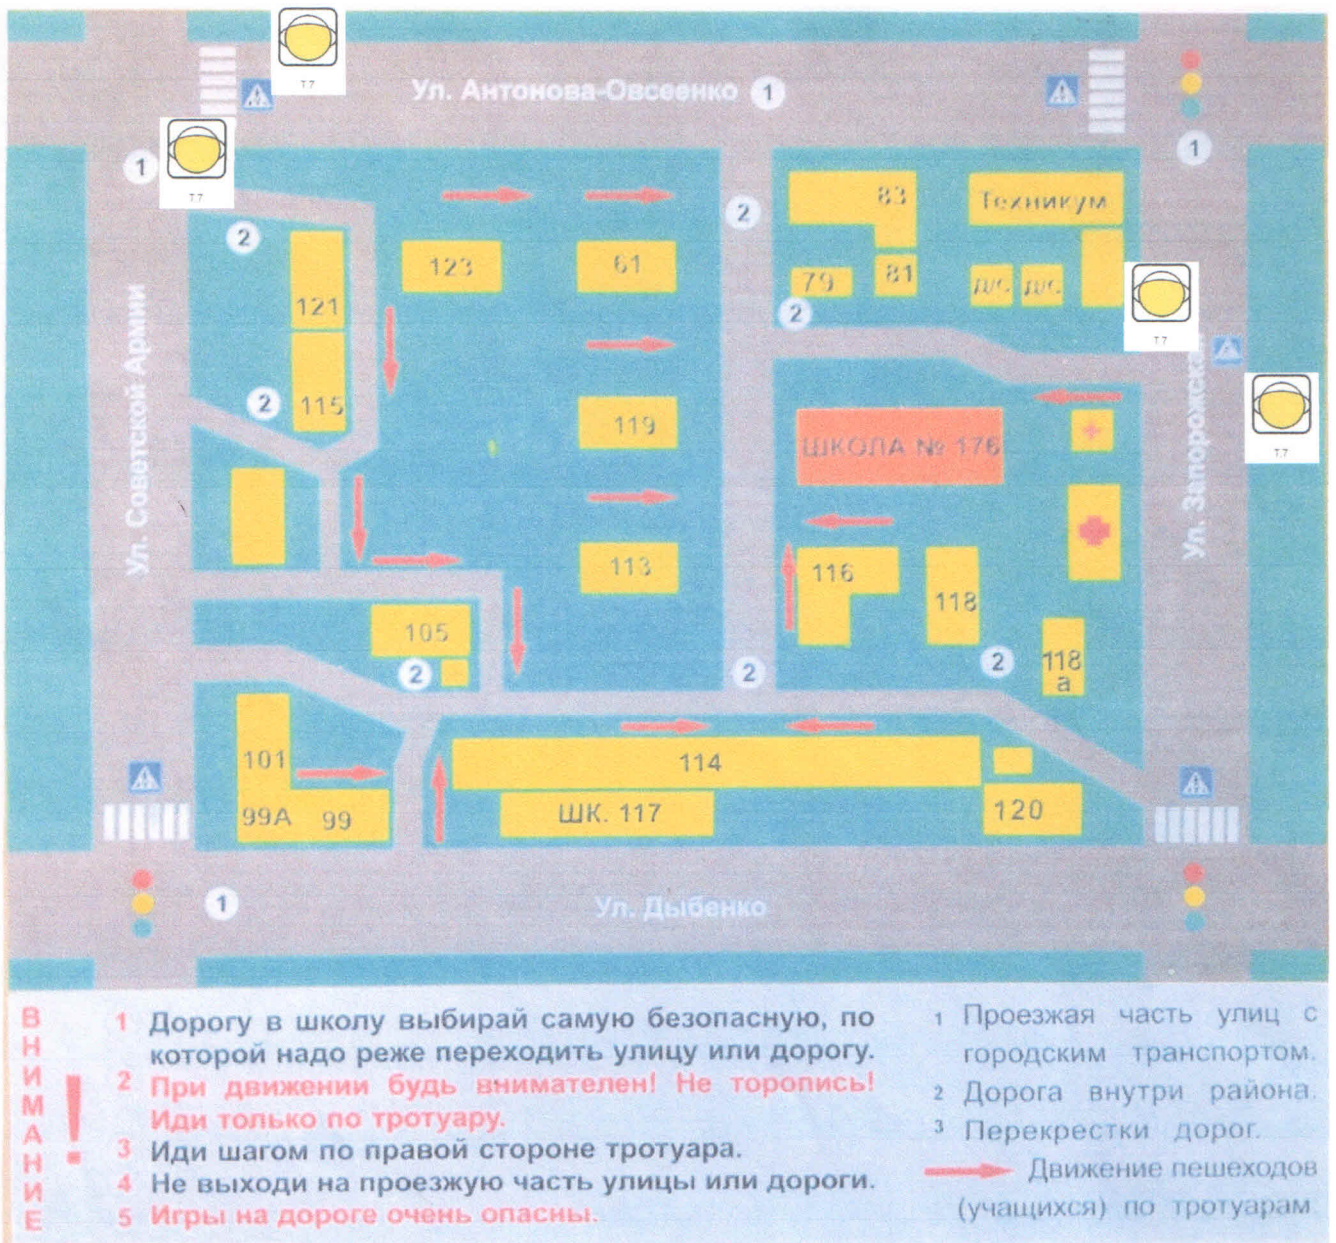 Т.7
Ул. Антонова-Овсеенко 1
1
1
Т.7
2
2
83
Техникум
123
61
79
81
Д/С
Д/С
2
121
Т.7
Ул. Советской Армии
115
2
119
ШКОЛА № 176
Ул. Запорожская
Т.7
113
116
118
105
2
2
2
118
а
101
114
99А
99
ШК. 117
120
1
Ул. Дыбенко
ВНИМАНИЕ!
1 Дорогу в школу выбирай самую безопасную, по
которой надо реже переходить улицу или дорогу.
2 При движении будь внимателен! Не торопись!
Иди только по тротуару.
3 Иди шагом по правой стороне тротуара.
4 Не выходи на проезжую часть улицы или дороги.
5 Игры на дороге очень опасны.
1 Проезжая часть улиц с
городским транспортом.
2 Дорога внутри района.
3 Перекрестки дорог.
Движение пешеходов
(учащихся) по тротуарам.